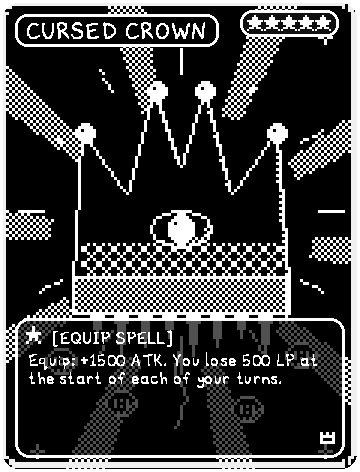 CURSED CROWN
[EQUIP SPELL]
Equip: +1500 ATK. You lose 500 LP at
the start of each of your turns.